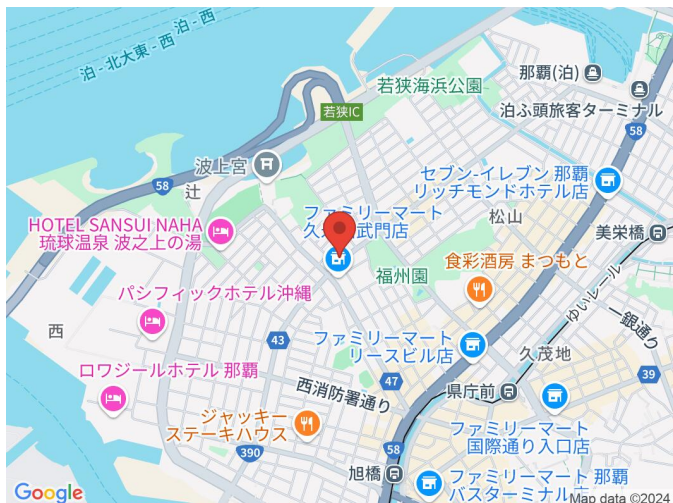 泊・西
泊・北大東・西
若狭海浜公園
那覇(泊)
泊ふ頭旅客ターミナル
若狭IC
58
波上宮
58
辻
セブン-イレブン 那覇
リッチモンドホテル店
HOTEL SANSUI NAHA
琉球温泉 波之上の湯
ファミリーマート
松山
美栄橋
福州園
食彩酒房 まつもと
ゆいレール
パシフィックホテル沖縄
西
43
ファミリーマート
リースビル店
久茂地
一銀通り
ロワジールホテル 那覇
西消防署通り
47
県庁前
39
ジャッキー
ステーキハウス
ファミリーマート
国際通り入口店
390
58
旭橋
ファミリーマート 那覇
バスターミナル店
Google
Map data ©2024